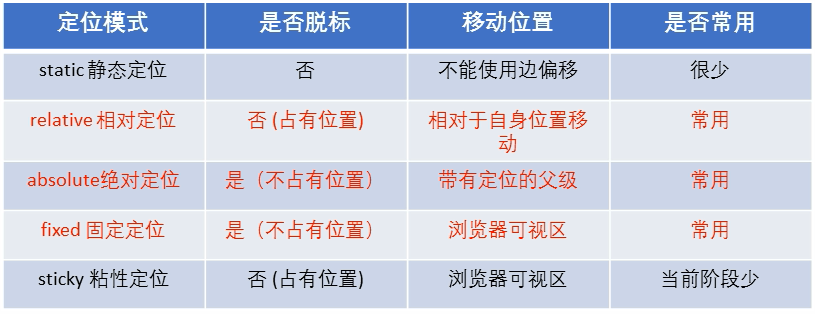 定位模式 是否脱标 移动位置 是否常用
static 静态定位 否 不能使用边偏移 很少
relative 相对定位 否 (占有位置) 相对于自身位置移
动 常用
absolute绝对定位 是（不占有位置） 带有定位的父级 常用
fixed 固定定位 是（不占有位置） 浏览器可视区 常用
sticky 粘性定位 否 (占有位置) 浏览器可视区 当前阶段少